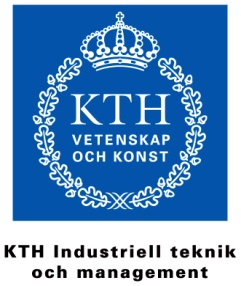 KTH
VETENSKAP
OCH KONST
KTH Industriell teknik
och management